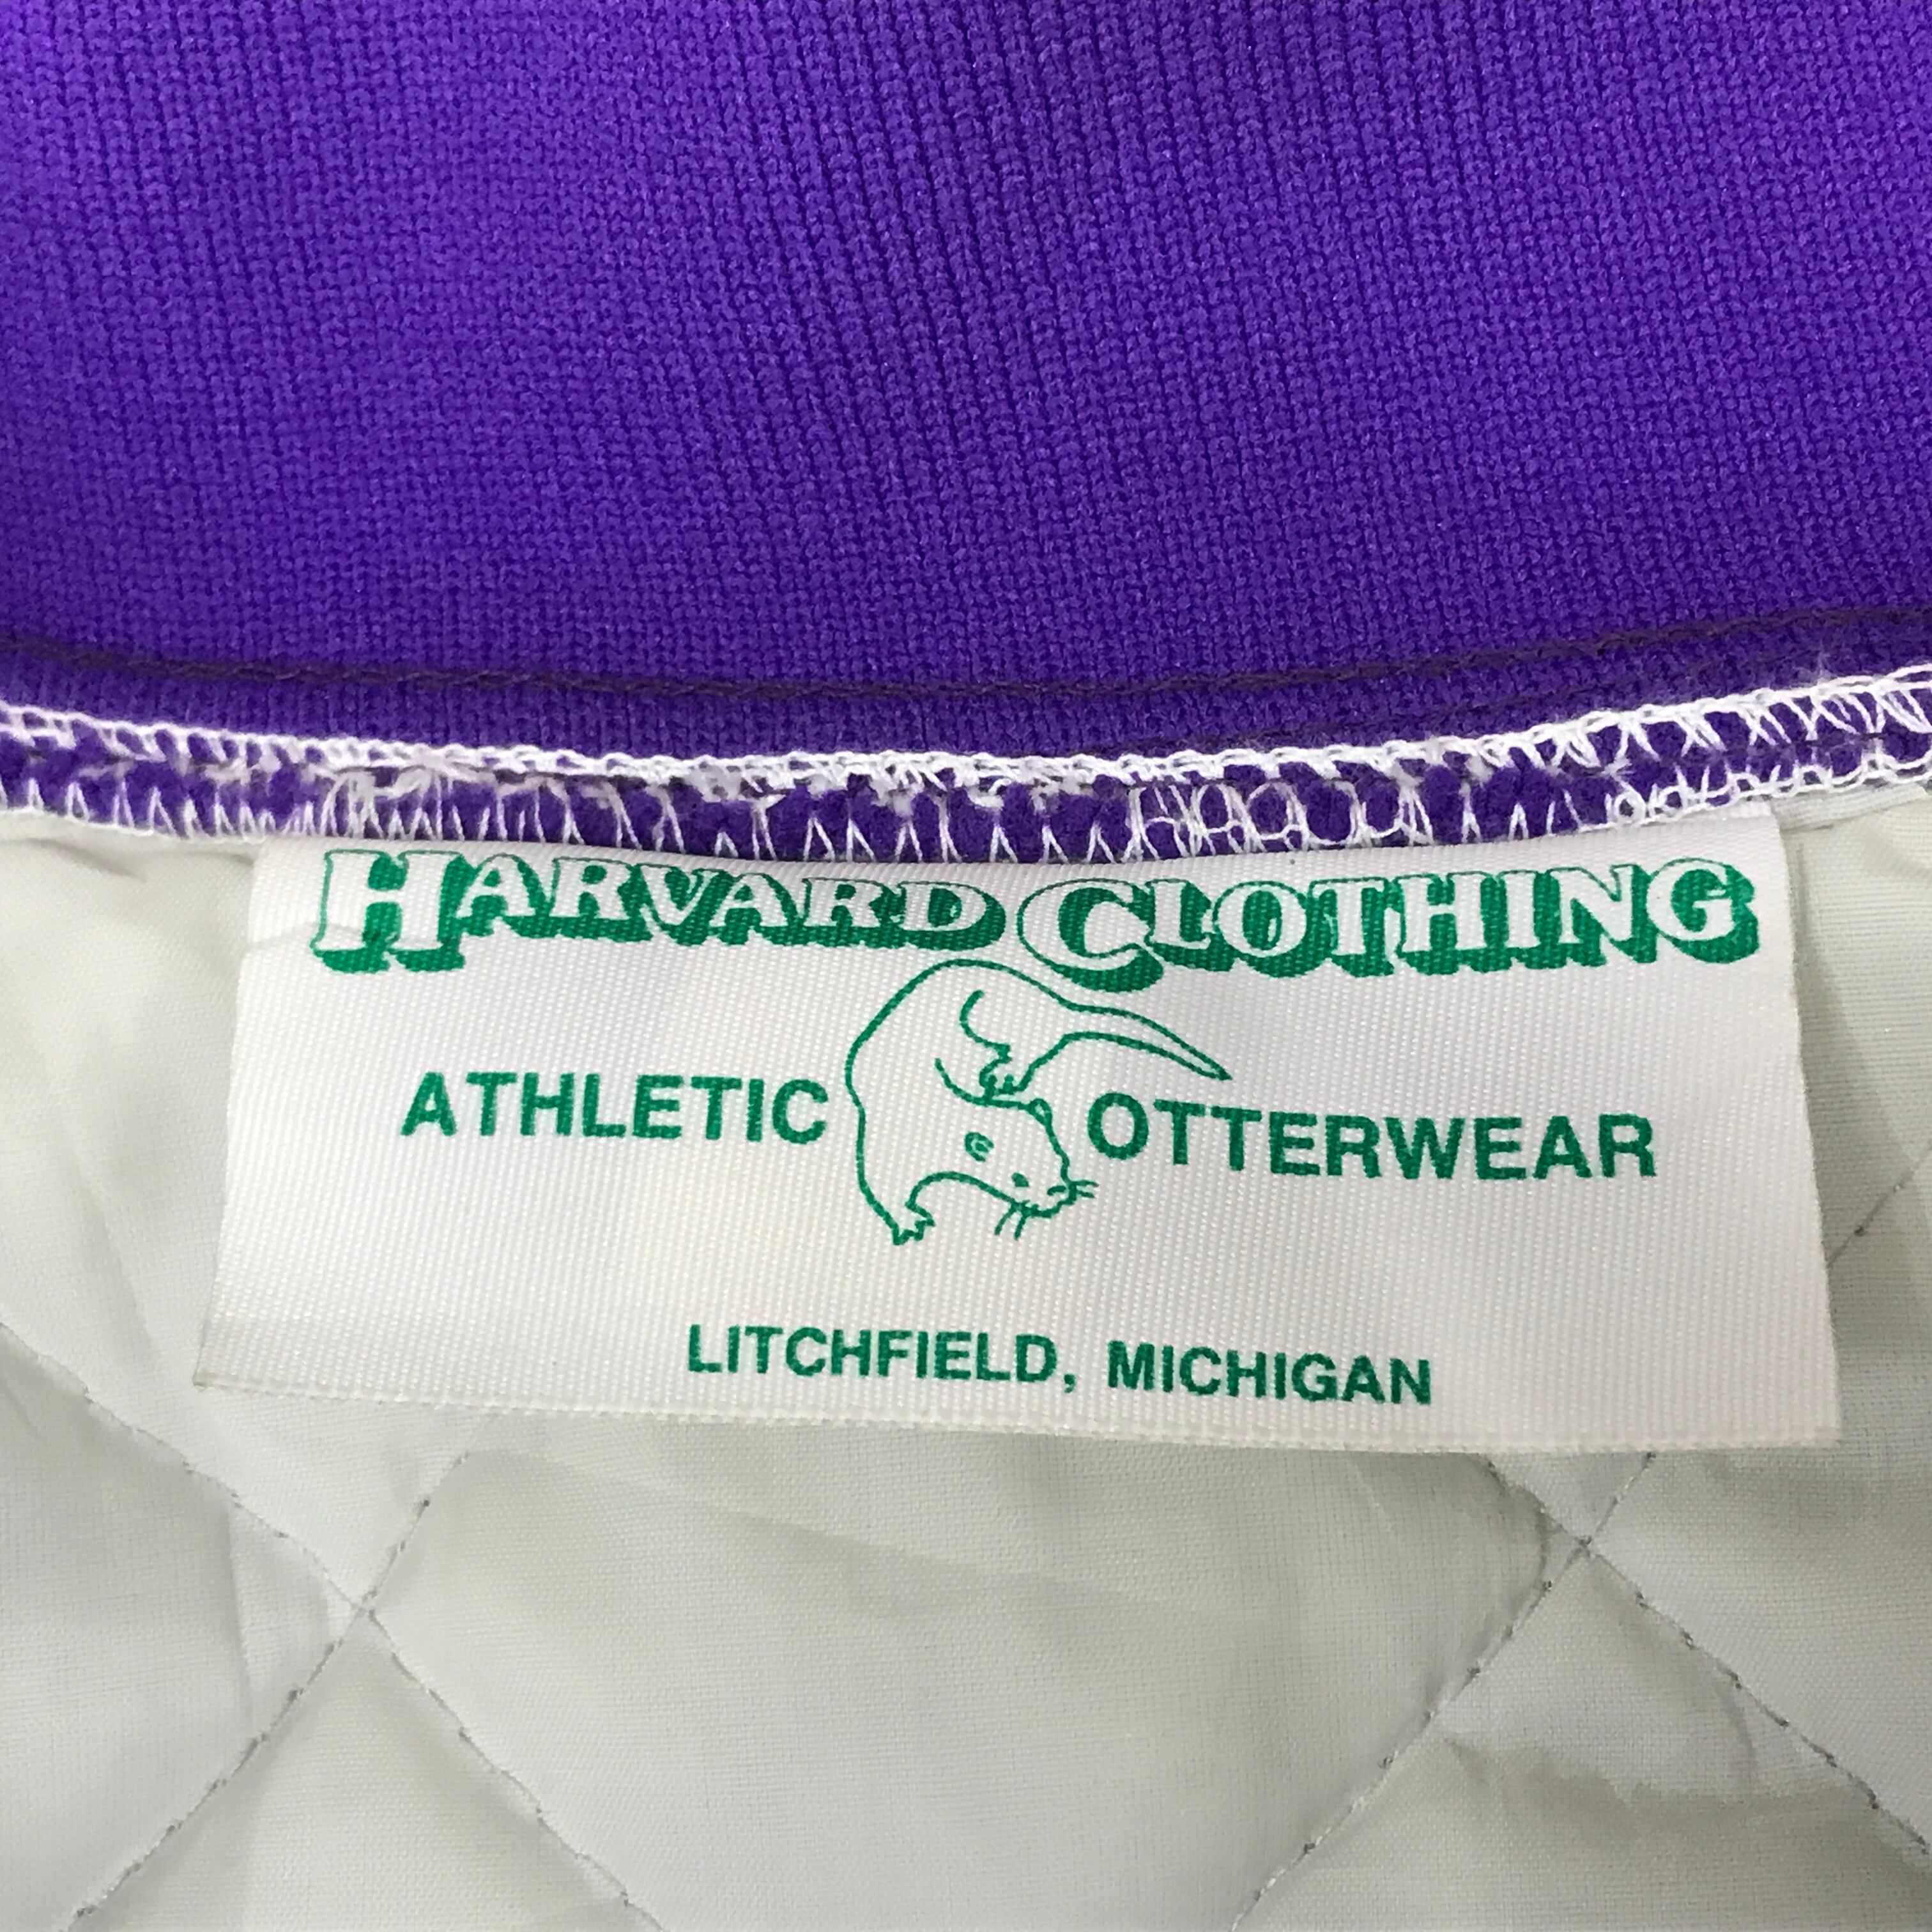 HARVARD CLOTHING
ATHLETIC OTTERWEAR
LITCHFIELD, MICHIGAN